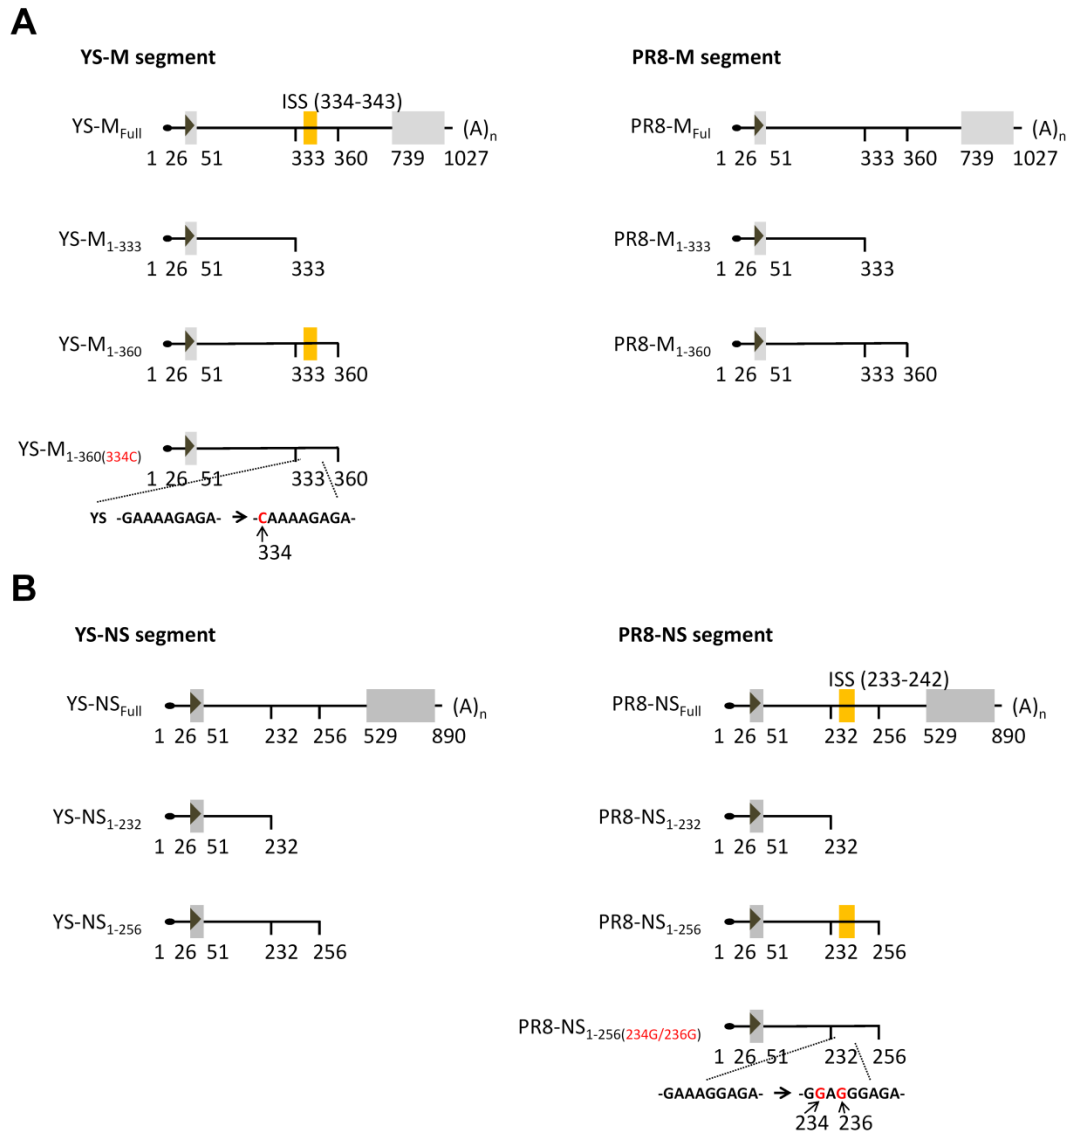 A
YS-M segment
PR8-M segment
ISS (334-343)
YS-MFull
(A)n
1 26 51 333 360 739 1027
PR8-MFul
(A)n
1 26 51 333 360 739 1027
YS-M1-333
1 26 51 333
PR8-M1-333
1 26 51 333
YS-M1-360
1 26 51 333 360
PR8-M1-360
1 26 51 333 360
YS-M1-360(334C)
1 26 51 333 360
YS -GAAAAGAGA- ➔ -CAAAAGAGA-
334
B
YS-NS segment
PR8-NS segment
ISS (233-242)
YS-NSFull
(A)n
1 26 51 232 256 529 890
PR8-NSFull
(A)n
1 26 51 232 256 529 890
YS-NS1-232
1 26 51 232
PR8-NS1-232
1 26 51 232
YS-NS1-256
1 26 51 232 256
PR8-NS1-256
1 26 51 232 256
PR8-NS1-256(234G/236G)
1 26 51 232 256
-GAAAGGAGA- ➔ -GGAGGGAGA-
234 236